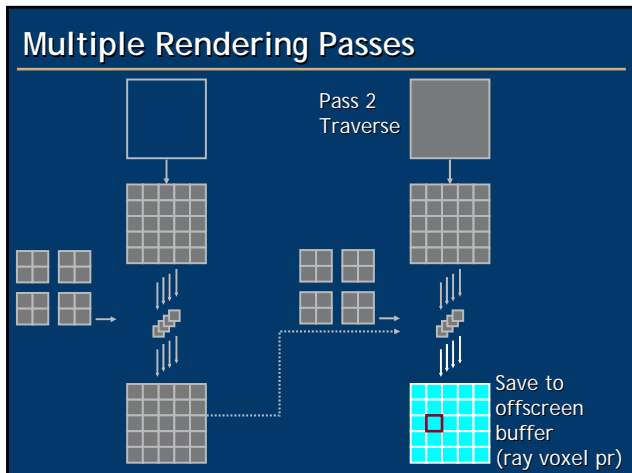 Multiple Rendering Passes
Pass 2
Traverse
Save to
offscreen
buffer
(ray voxel pr)